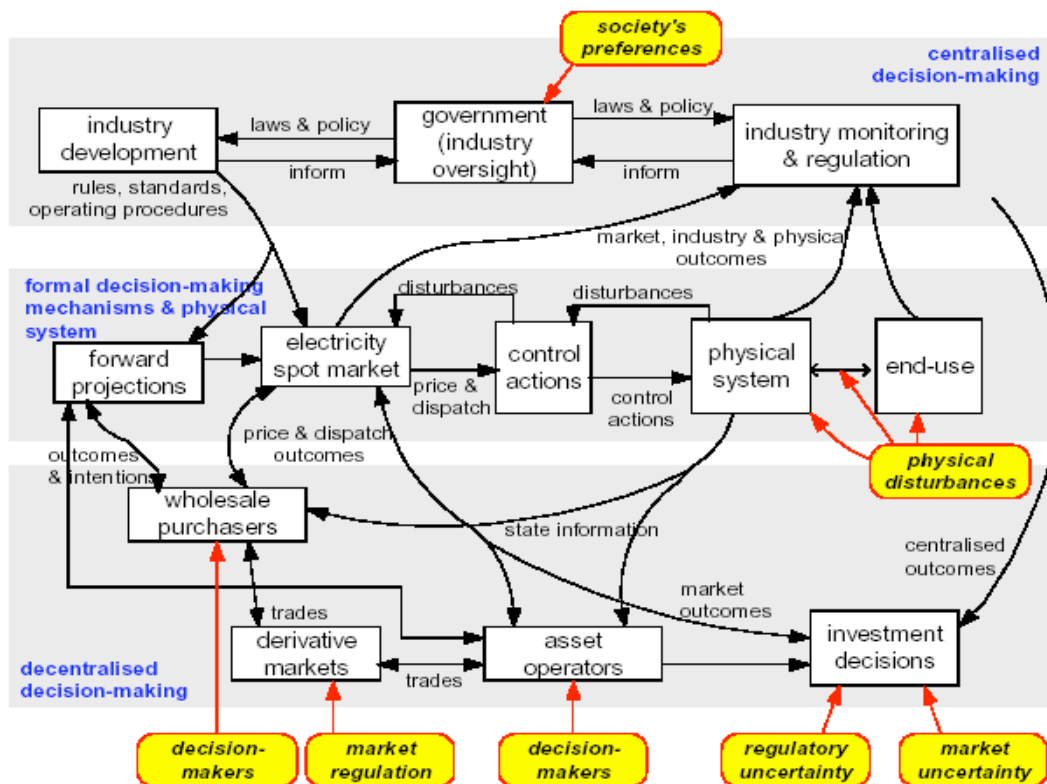 society's
preferences
centralised
decision-making
industry
development
laws & policy
government
(industry
oversight)
laws & policy
industry monitoring
& regulation
inform
inform
rules, standards,
operating procedures
market, industry & physical
outcomes
formal decision-making
mechanisms & physical
system
disturbances
disturbances
forward
projections
electricity
spot market
control
actions
physical
system
end-use
price &
dispatch
control
actions
outcomes
& intentions
price & dispatch
outcomes
physical
disturbances
wholesale
purchasers
state information
centralised
outcomes
market
outcomes
trades
derivative
markets
trades
asset
operators
investment
decisions
decentralised
decision-making
decision-
makers
market
regulation
decision-
makers
regulatory
uncertainty
market
uncertainty